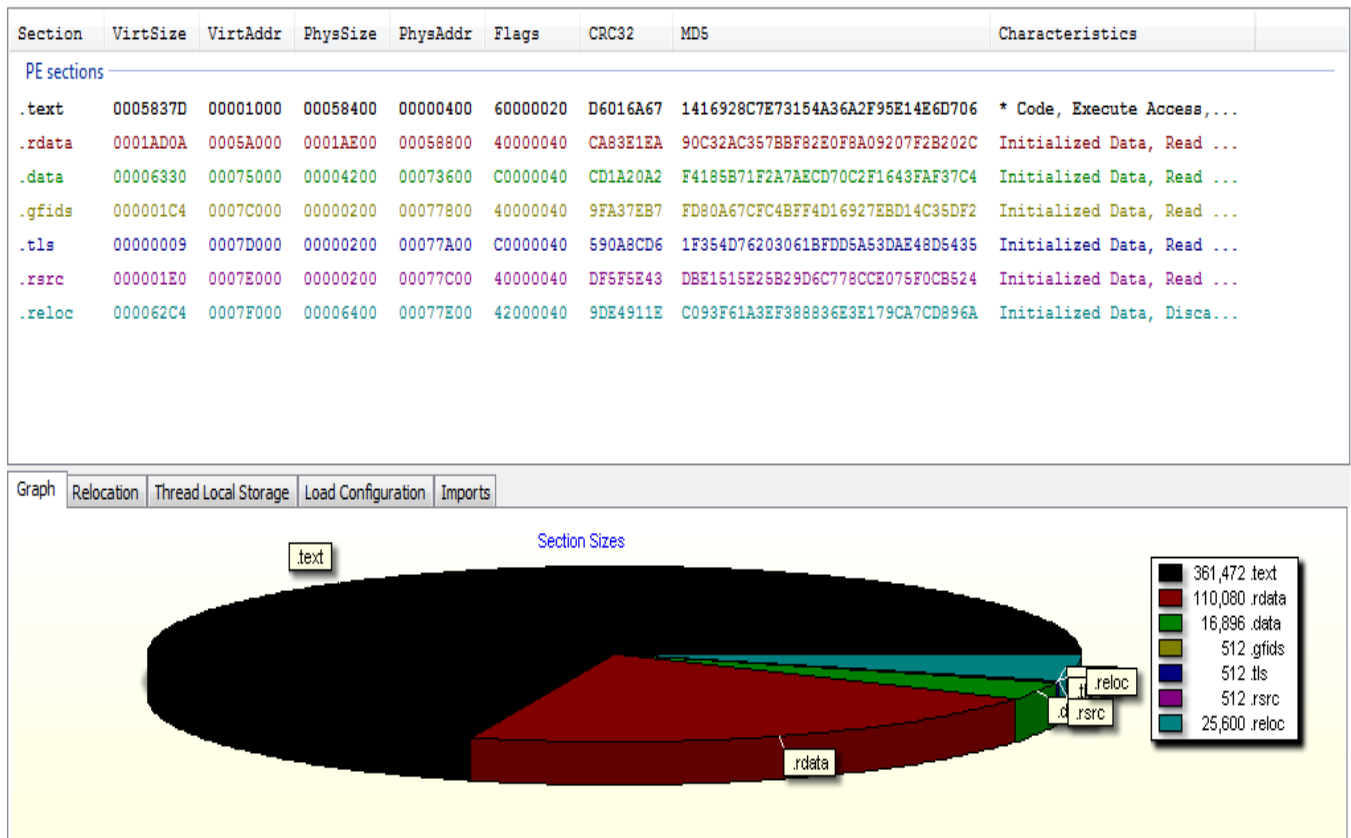 Section VirtSize VirtAddr PhysSize PhysAddr Flags CRC32 MD5 Characteristics
PE sections
.text 0005837D 00001000 00058400 00000400 60000020 D6016A67 1416928C7E73154A36A2F95E14E6D706 * Code, Execute Access,...
.rdata 0001AD0A 0005A000 0001AE00 00058800 40000040 CA83E1EA 90C32AC357BBF82E0F8A09207F2B202C Initialized Data, Read ...
.data 00006330 00075000 00004200 00073600 C0000040 CD1A20A2 F4185B71F2A7AECD70C2F1643FAF37C4 Initialized Data, Read ...
.gfids 000001C4 0007C000 00000200 00077800 40000040 9FA37EB7 FD80A67CFC4BFF4D16927EBD14C35DF2 Initialized Data, Read ...
.tls 00000009 0007D000 00000200 00077A00 C0000040 590A8CD6 1F354D76203061BFDD5A53DAE48D5435 Initialized Data, Read ...
.rsrc 000001E0 0007E000 00000200 00077C00 40000040 DF5F5E43 DBE1515E25B29D6C778CCE075F0CB524 Initialized Data, Read ...
.reloc 000062C4 0007F000 00006400 00077E00 42000040 9DE4911E C093F61A3EF388836E3E179CA7CD896A Initialized Data, Disca...
Graph Relocation Thread Local Storage Load Configuration Imports
Section Sizes
.text
361,472 .text
110,080 .rdata
16,896 .data
512 .gfids
512 .tls
512 .rsrc
25,600 .reloc
.reloc
.rsrc
.rdata